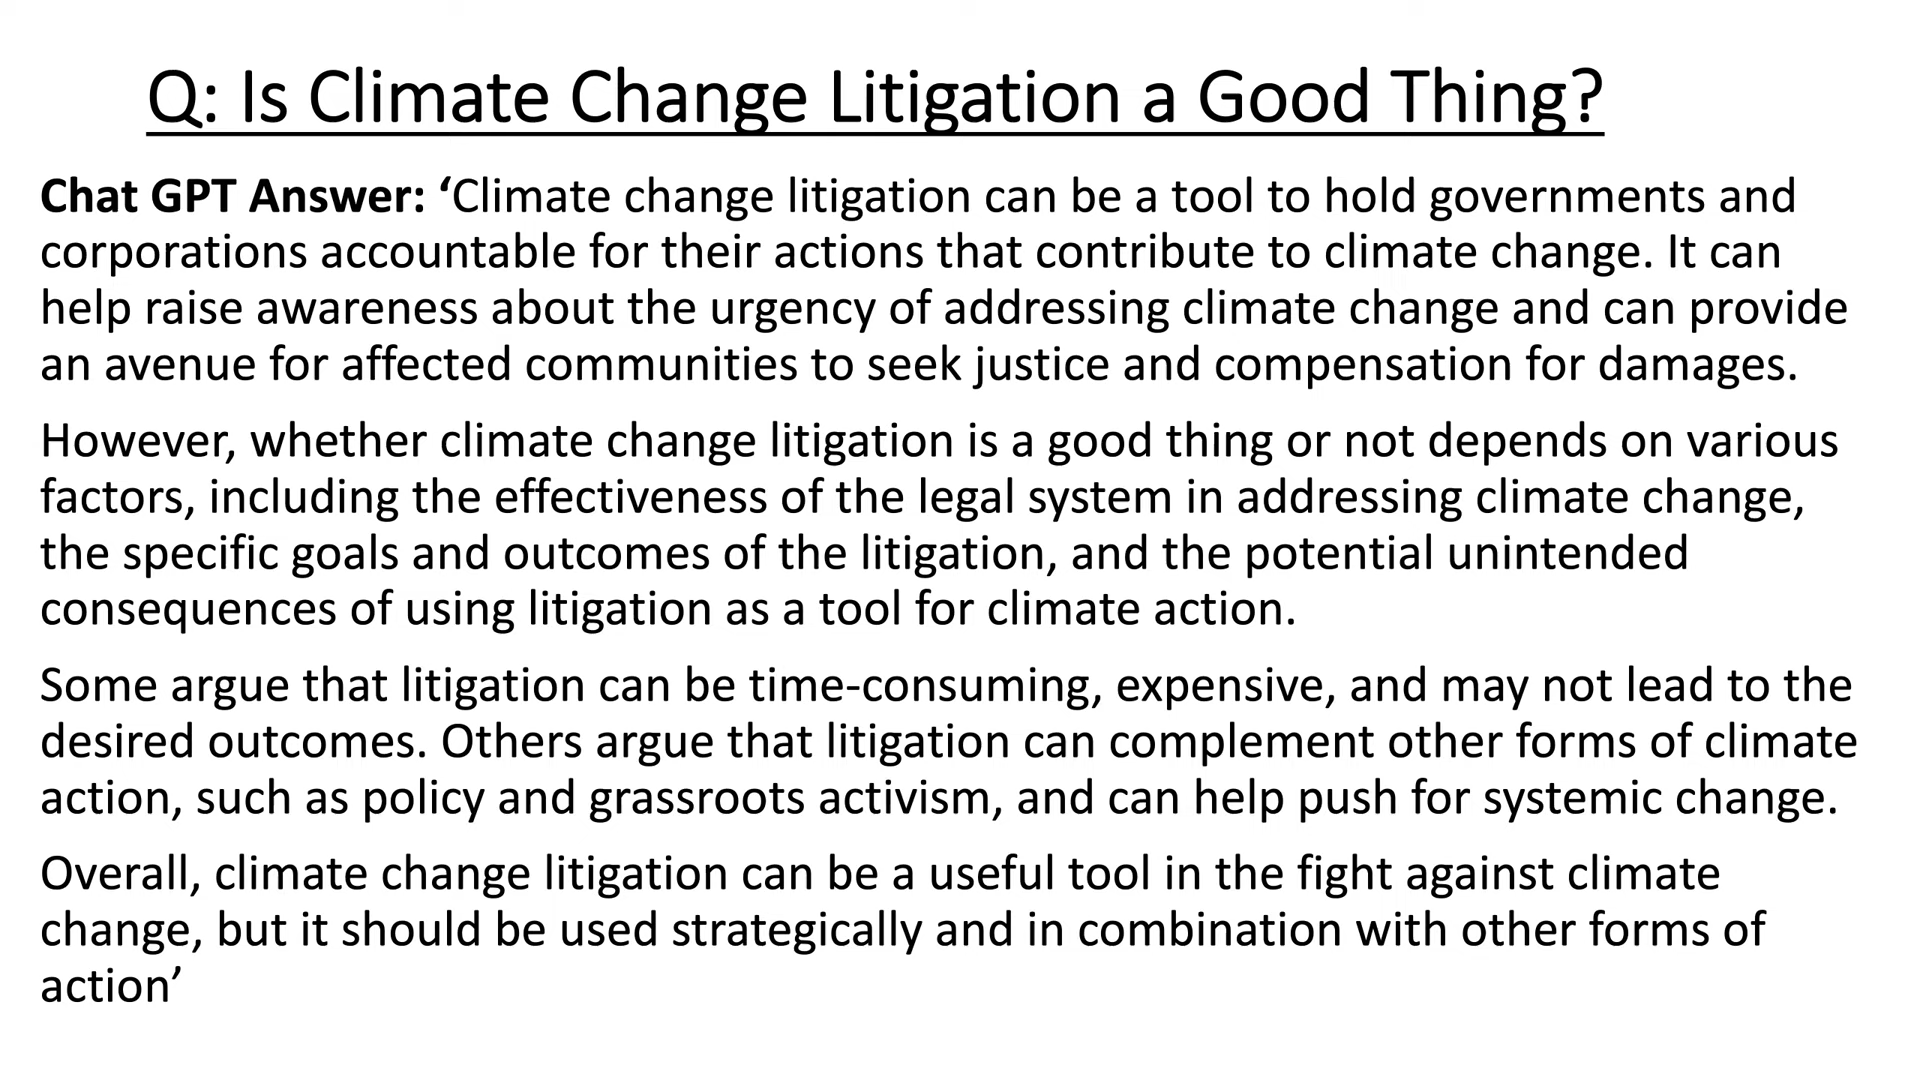 Q: Is Climate Change Litigation a Good Thing?
Chat GPT Answer: ‘Climate change litigation can be a tool to hold governments and
corporations accountable for their actions that contribute to climate change. It can
help raise awareness about the urgency of addressing climate change and can provide
an avenue for affected communities to seek justice and compensation for damages.
However, whether climate change litigation is a good thing or not depends on various
factors, including the effectiveness of the legal system in addressing climate change,
the specific goals and outcomes of the litigation, and the potential unintended
consequences of using litigation as a tool for climate action.
Some argue that litigation can be time-consuming, expensive, and may not lead to the
desired outcomes. Others argue that litigation can complement other forms of climate
action, such as policy and grassroots activism, and can help push for systemic change.
Overall, climate change litigation can be a useful tool in the fight against climate
change, but it should be used strategically and in combination with other forms of
action’